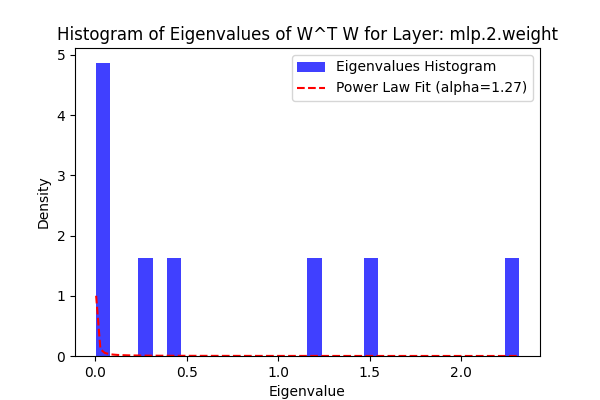 Histogram of Eigenvalues of W^T W for Layer: mlp.2.weight
Eigenvalues Histogram
Power Law Fit (alpha=1.27)
Density
5
4
3
2
1
0
0.0 0.5 1.0 1.5 2.0
Eigenvalue